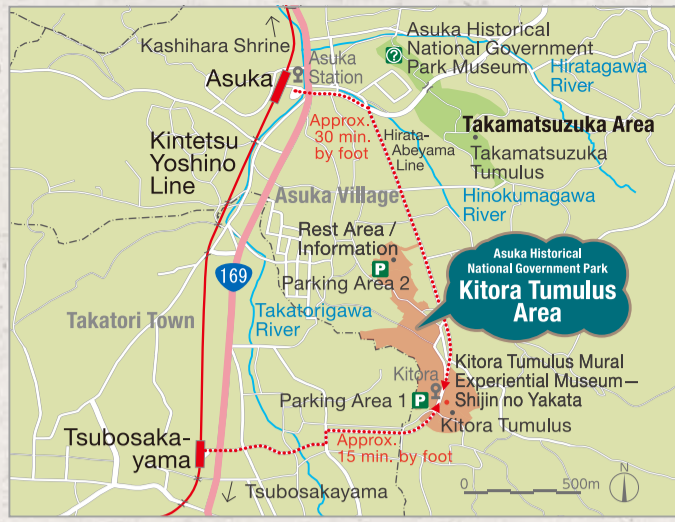 Kashihara Shrine
Asuka
Asuka
Station
Asuka Historical
National Government
Park Museum
Hiratagawa
River
Approx.
30 min.
by foot
Hirata-
Abeyama
Line
Takamatsuzuka Area
Takamatsuzuka
Tumulus
Kintetsu
Yoshino
Line
Asuka Village
Hinokumagawa
River
Rest Area /
Information
P
Parking Area 2
Asuka Historical
National Government Park
Kitora Tumulus
Area
169
Takatori Town
Takatorigawa
River
Kitora
Kitora Tumulus Mural
Experiential Museum—
Shijin no Yakata
Parking Area 1 P
Kitora Tumulus
Tsubosaka-
yama
Approx.
15 min. by foot
Tsubosakayama
0 500m
N